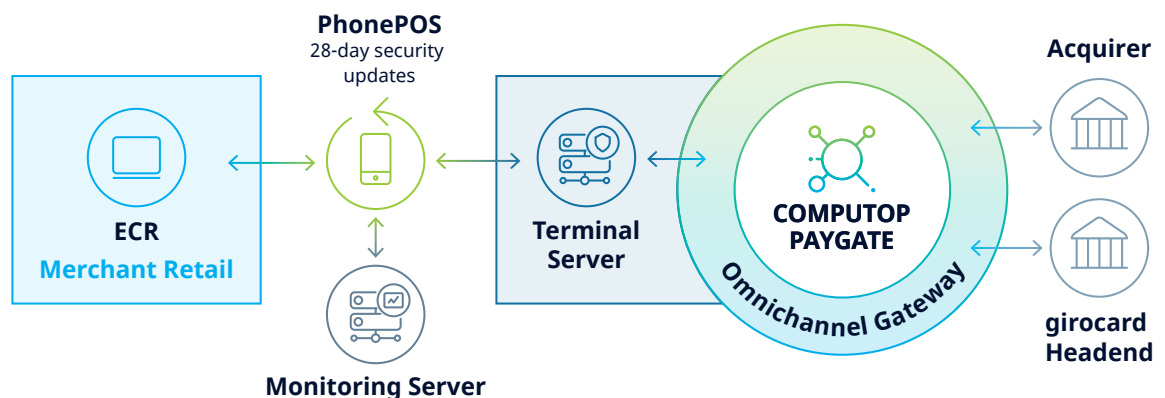 PhonePOS
28-day security
updates
Acquirer
ECR
Merchant Retail
Terminal
Server
COMPUTOP
PAYGATE
Omnichannel Gateway
girocard
Headend
Monitoring Server